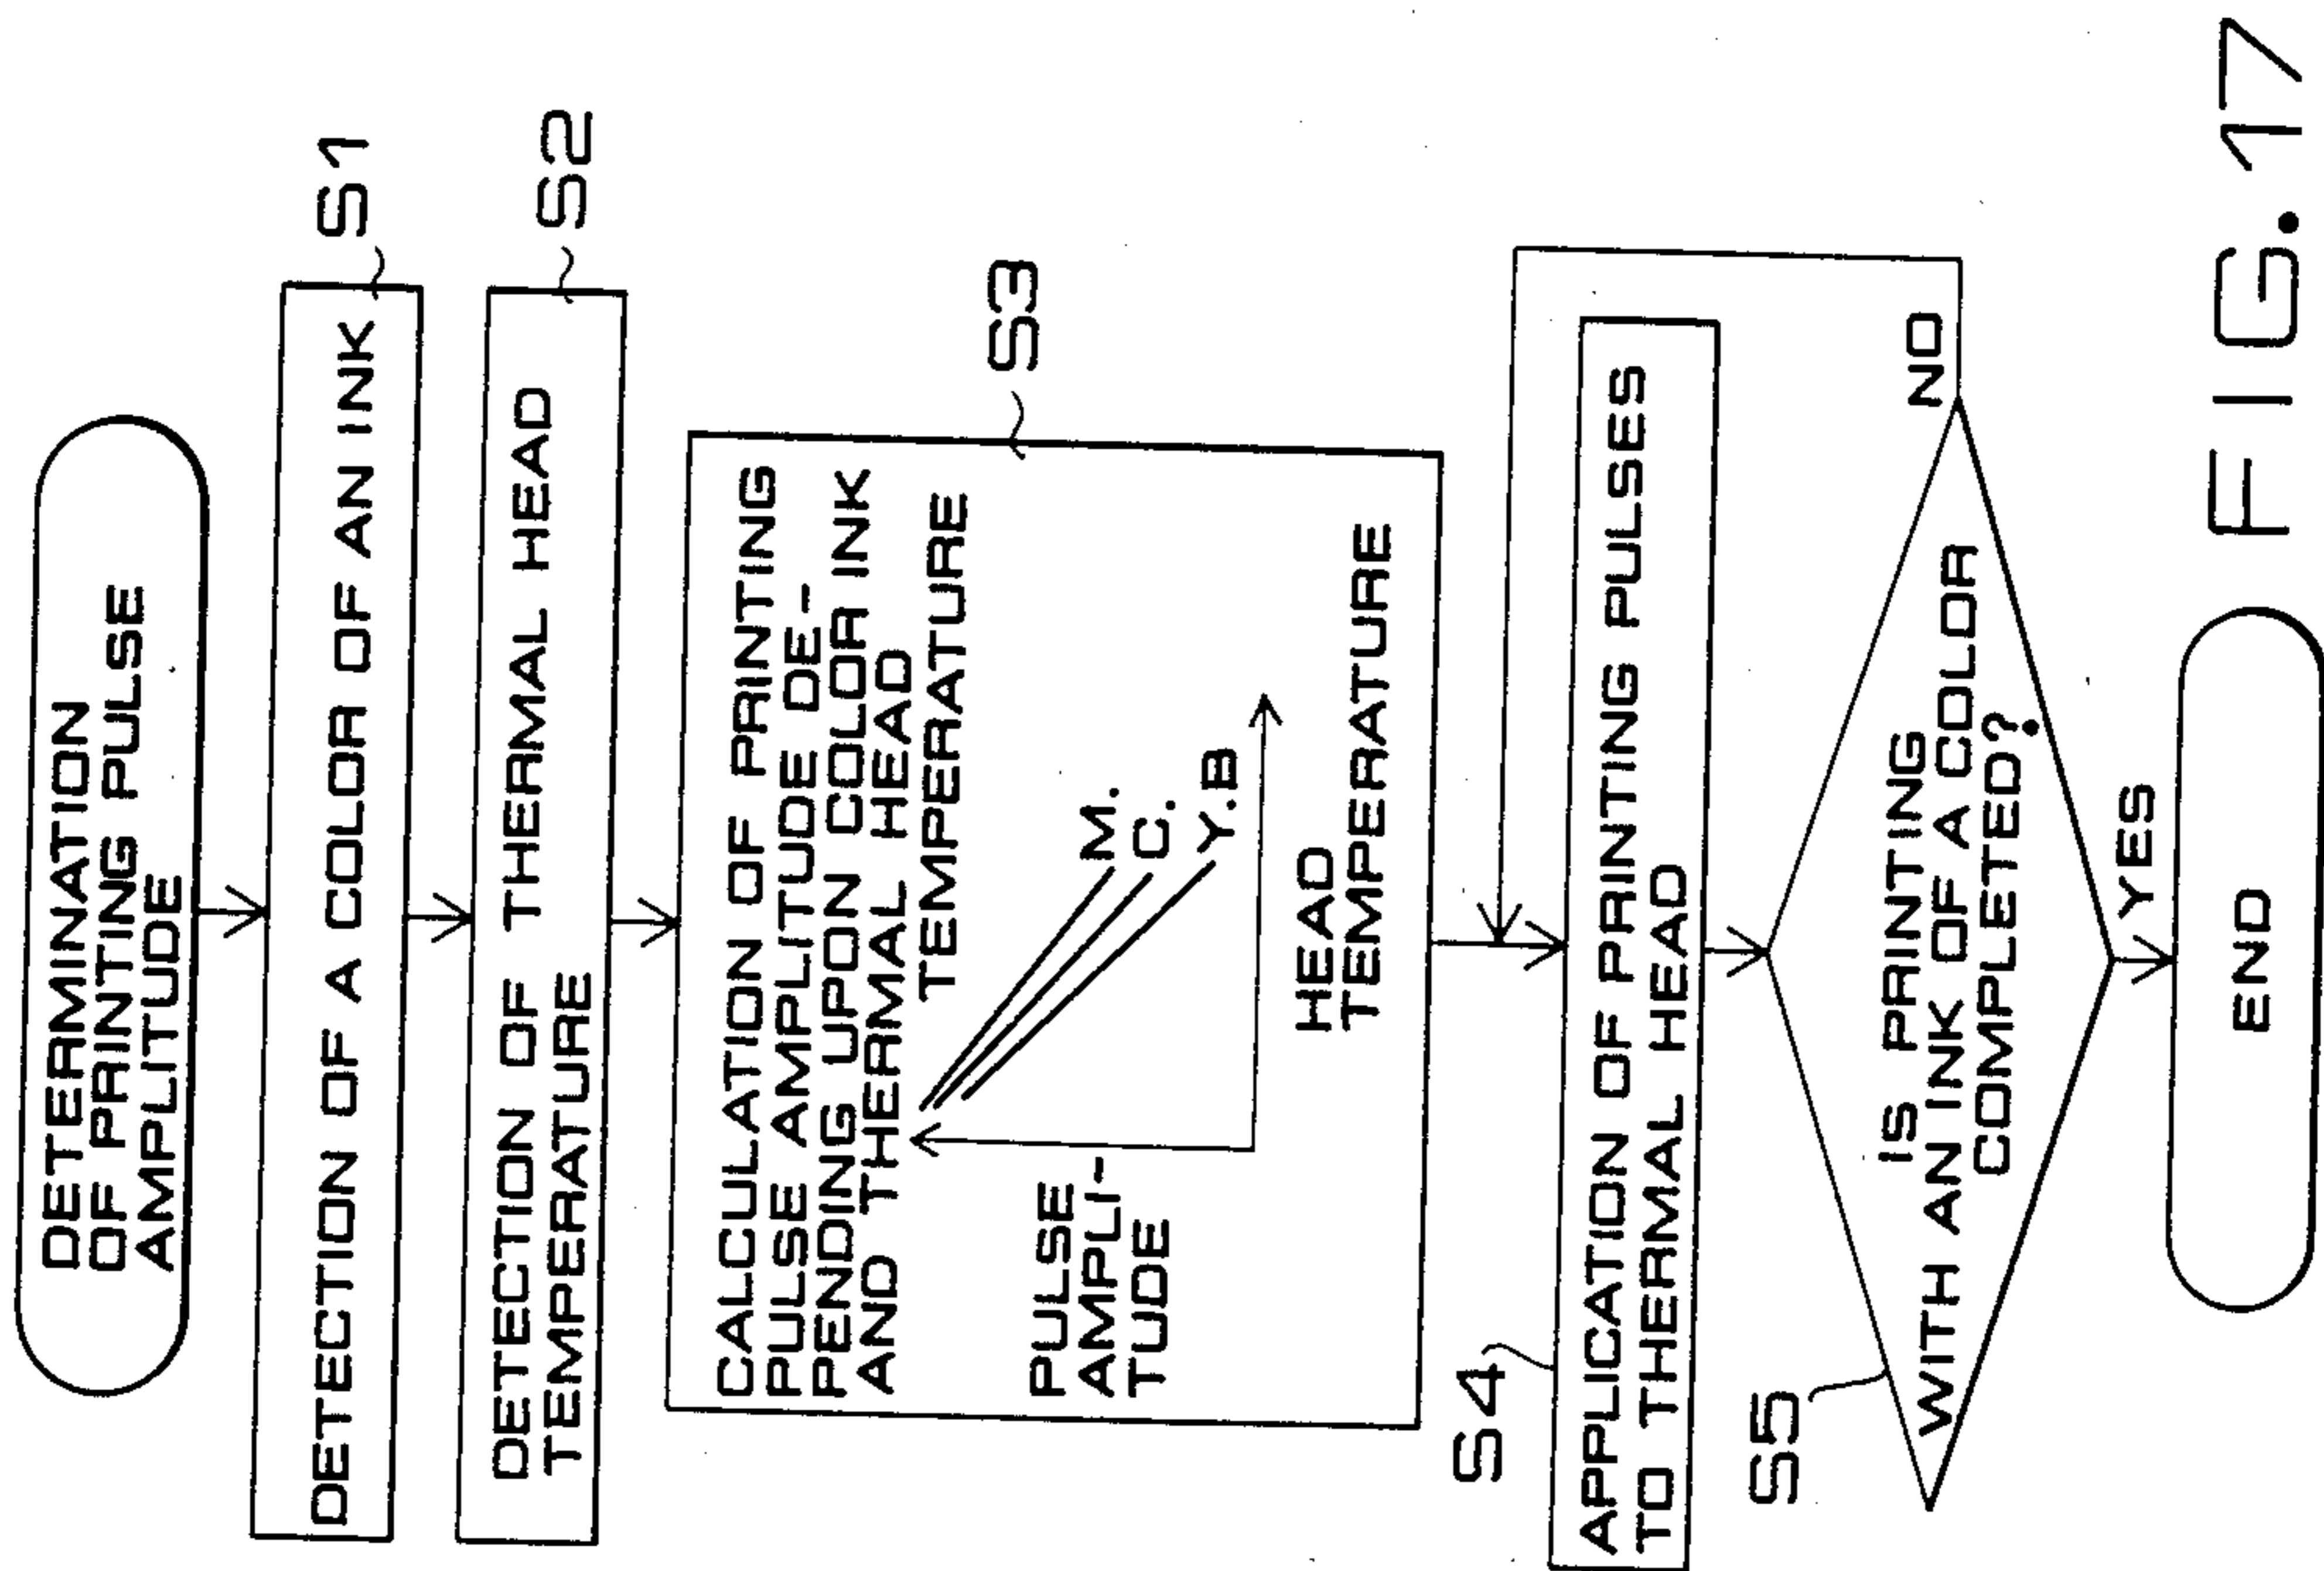 DETERMINATION
OF PRINTING PULSE
AMPLITUDE
S1
DETECTION OF A COLOR OF AN INK
S2
DETECTION OF THERMAL HEAD
TEMPERATURE
S3
CALCULATION OF PRINTING
PULSE AMPLITUDE DE-
PENDING UPON COLOR INK
AND THERMAL HEAD
TEMPERATURE
PULSE
AMPLI-
TUDE
M.
C.
Y.B
HEAD
TEMPERATURE
S4
APPLICATION OF PRINTING PULSES
TO THERMAL HEAD
S5
IS PRINTING
WITH AN INK OF A COLOR
COMPLETED?
NO
YES
END
FIG. 17